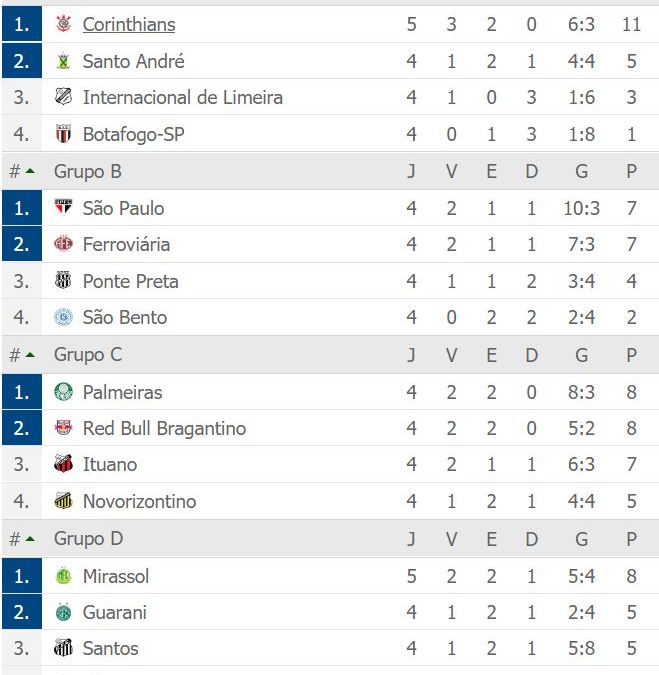 1. Corinthians 5 3 2 0 6:3 11
2. Santo André 4 1 2 1 4:4 5
3. Internacional de Limeira 4 1 0 3 1:6 3
4. Botafogo-SP 4 0 1 3 1:8 1
# Grupo B J V E D G P
1. São Paulo 4 2 1 1 10:3 7
2. Ferroviária 4 2 1 1 7:3 7
3. Ponte Preta 4 1 1 2 3:4 4
4. São Bento 4 0 2 2 2:4 2
# Grupo C J V E D G P
1. Palmeiras 4 2 2 0 8:3 8
2. Red Bull Bragantino 4 2 2 0 5:2 8
3. Ituano 4 2 1 1 6:3 7
4. Novorizontino 4 1 2 1 4:4 5
# Grupo D J V E D G P
1. Mirassol 5 2 2 1 5:4 8
2. Guarani 4 1 2 1 2:4 5
3. Santos 4 1 2 1 5:8 5